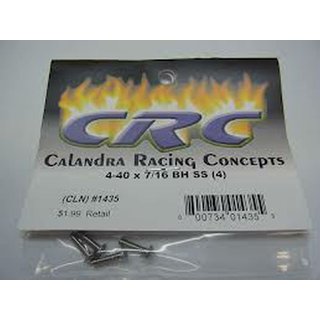 CRC
Calandra Racing Concepts
4-40 x 7/16 BH SS (4)
(CLN) #1435
$1.99 Retail
0 00734 01435 5